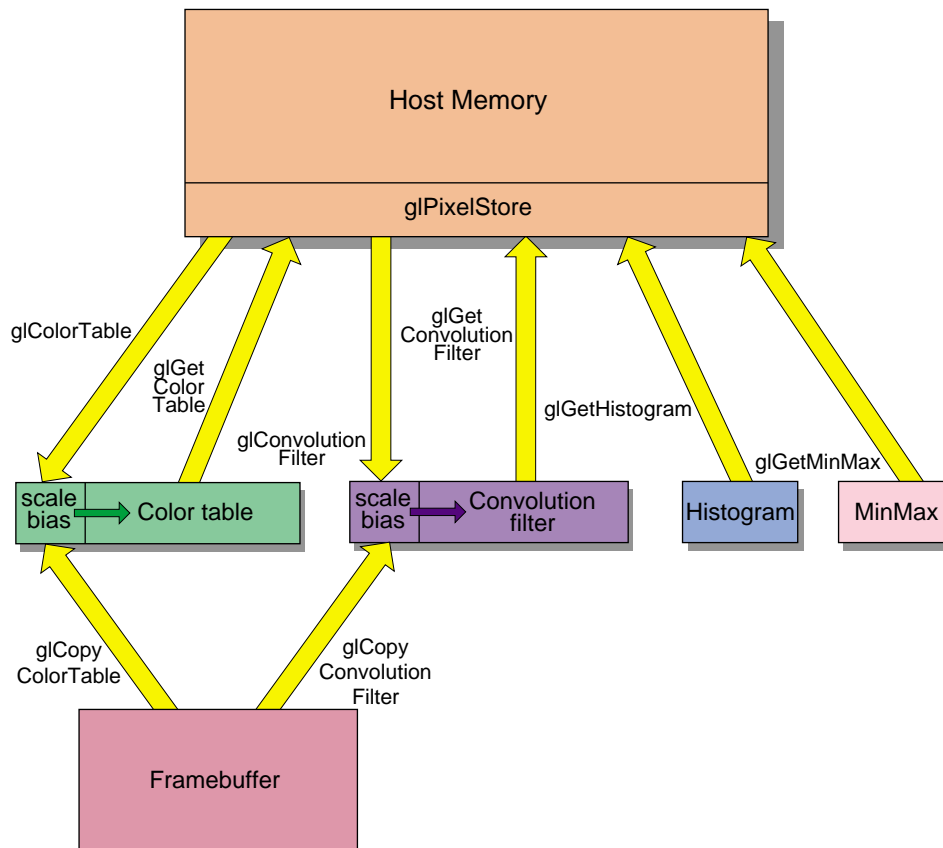 Host Memory
glPixelStore
glColorTable
glGet
Color
Table
glConvolution
Filter
glGet
Convolution
Filter
glGetHistogram
glGetMinMax
scale
bias
Color table
scale
bias
Convolution
filter
Histogram
MinMax
glCopy
ColorTable
glCopy
Convolution
Filter
Framebuffer